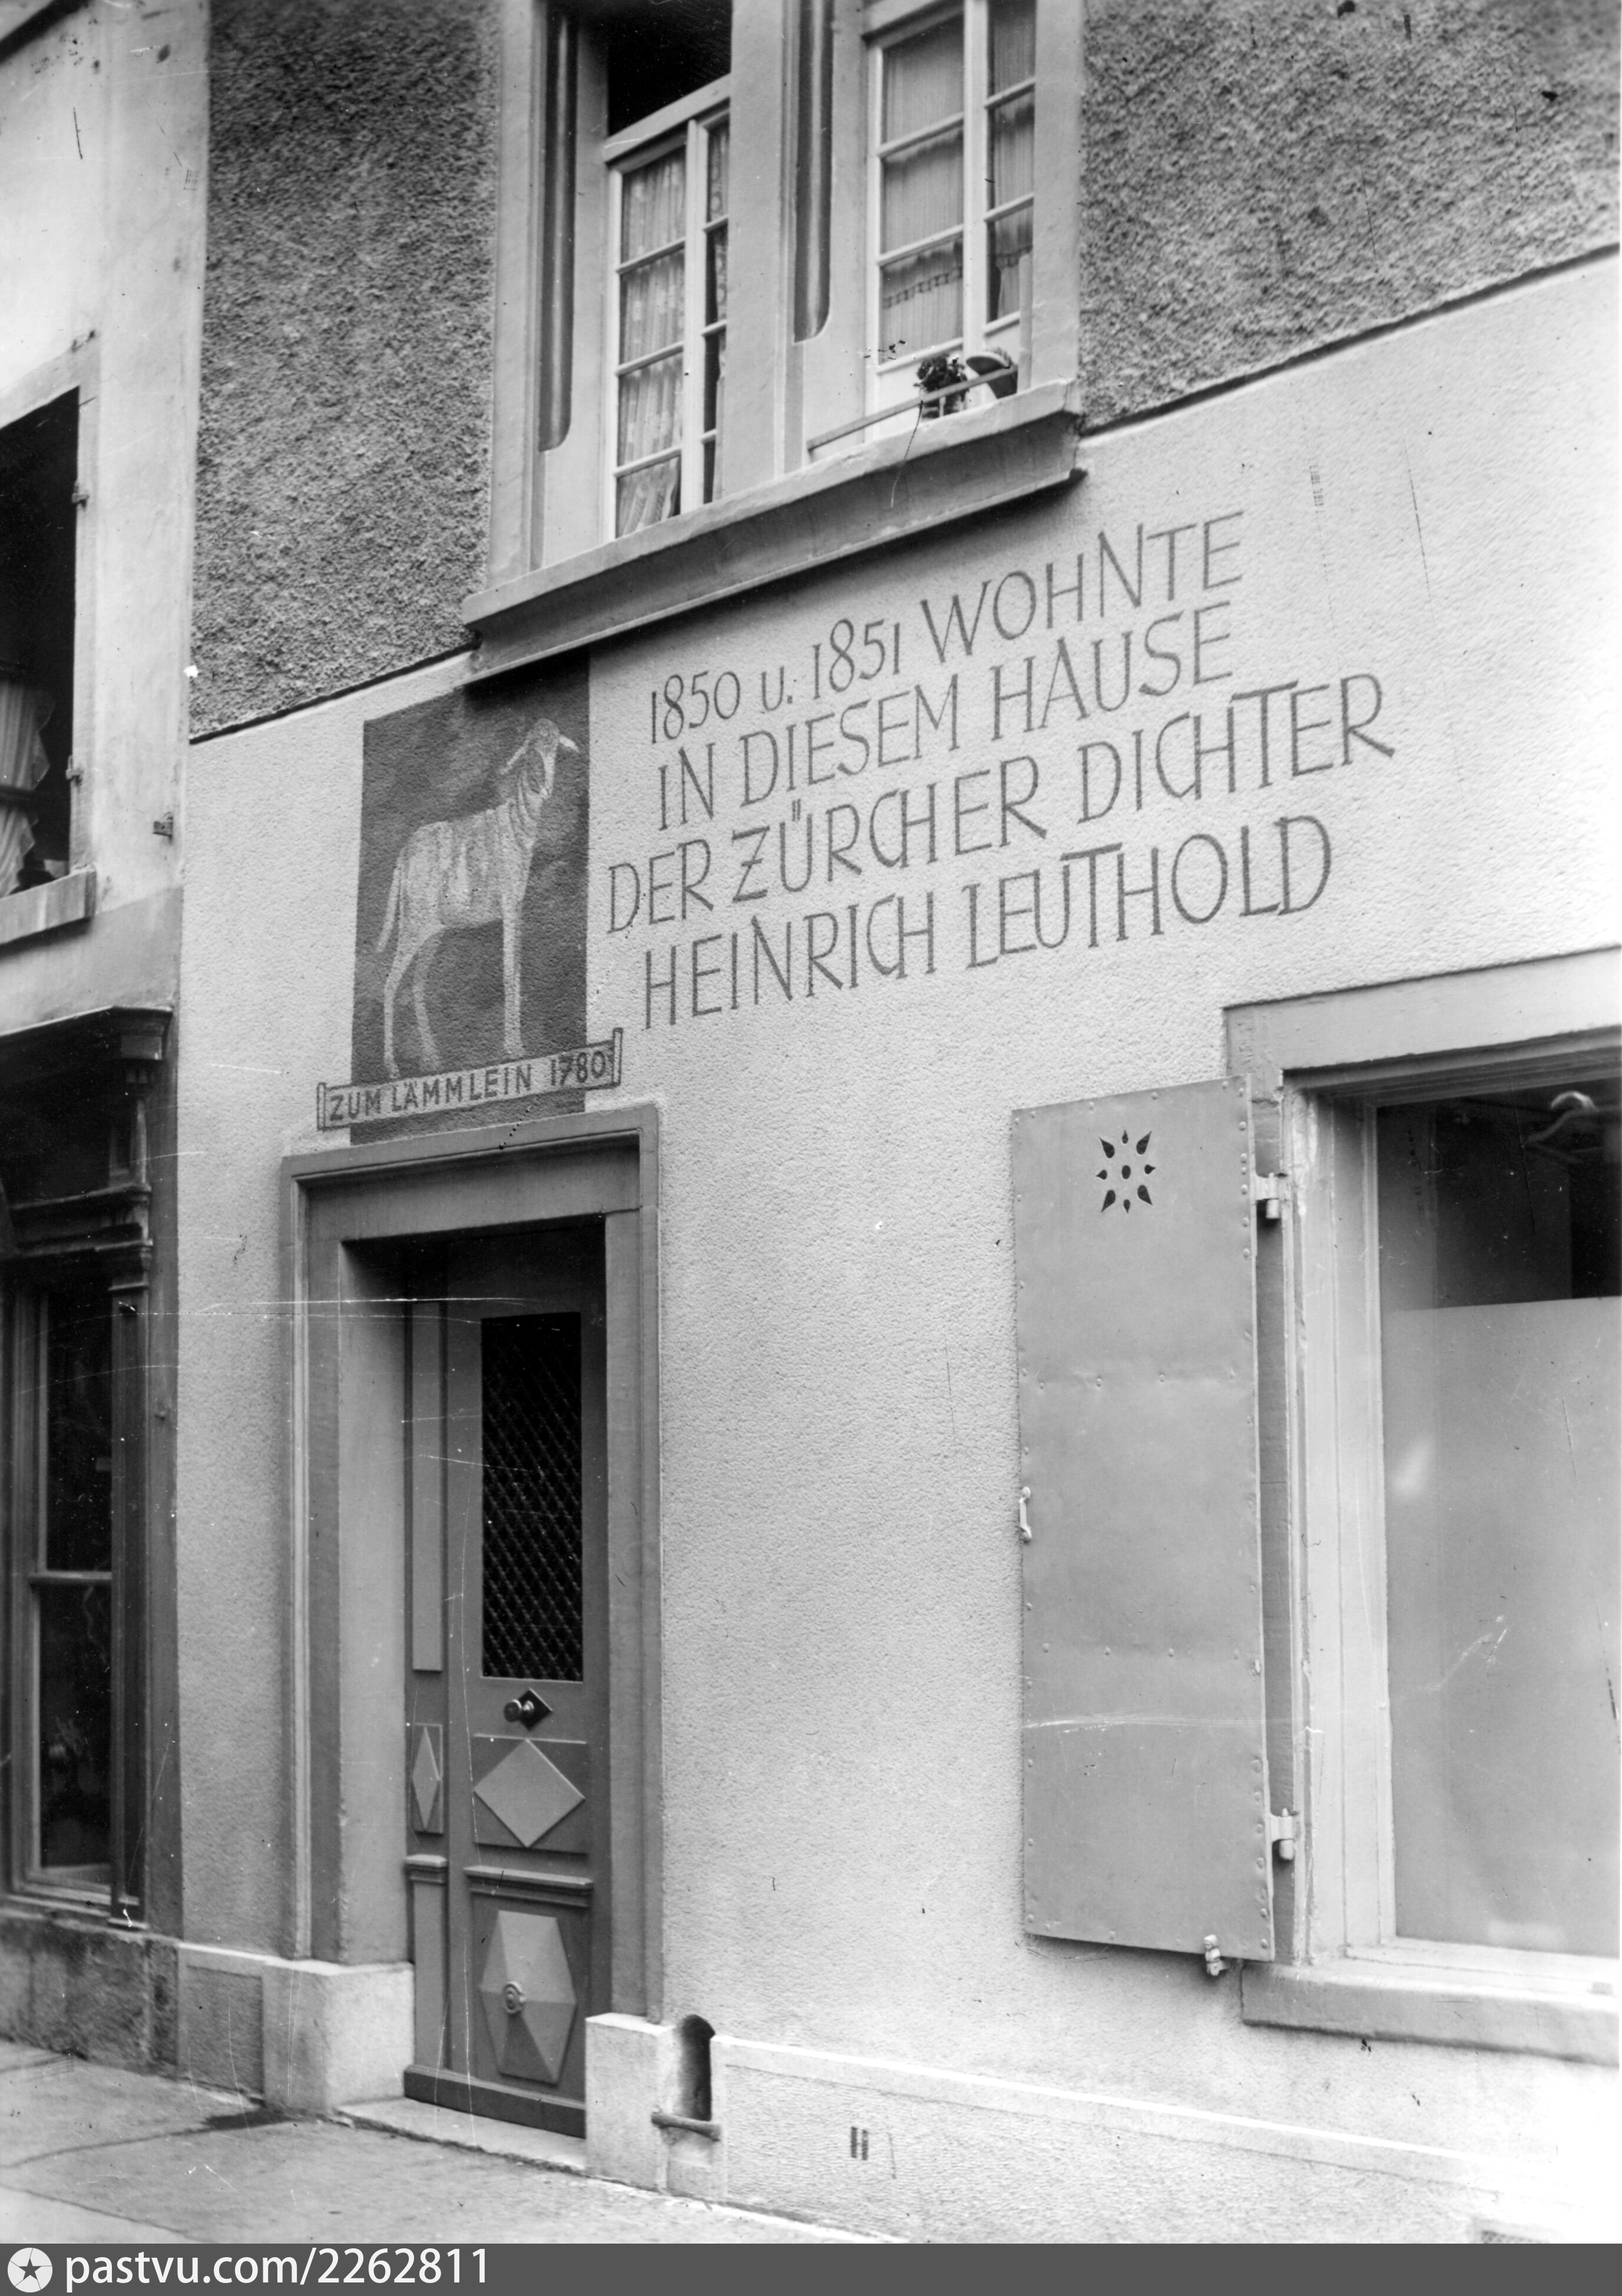 1850 u. 1851 WOHNTE
IN DIESEM HAUSE
DER ZÜRCHER DICHTER
HEINRICH LEUTHOLD
ZUM LÄMMLEIN 1780
pastvu.com/2262811